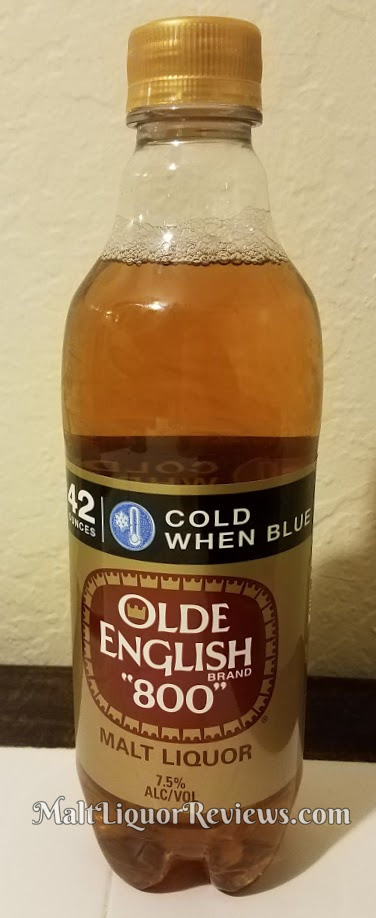 42
OUNCES
COLD
WHEN BLUE
OLDE
ENGLISH
BRAND
"800"
®
MALT LIQUOR
7.5%
ALC/VOL
MaltLiquorReviews.com